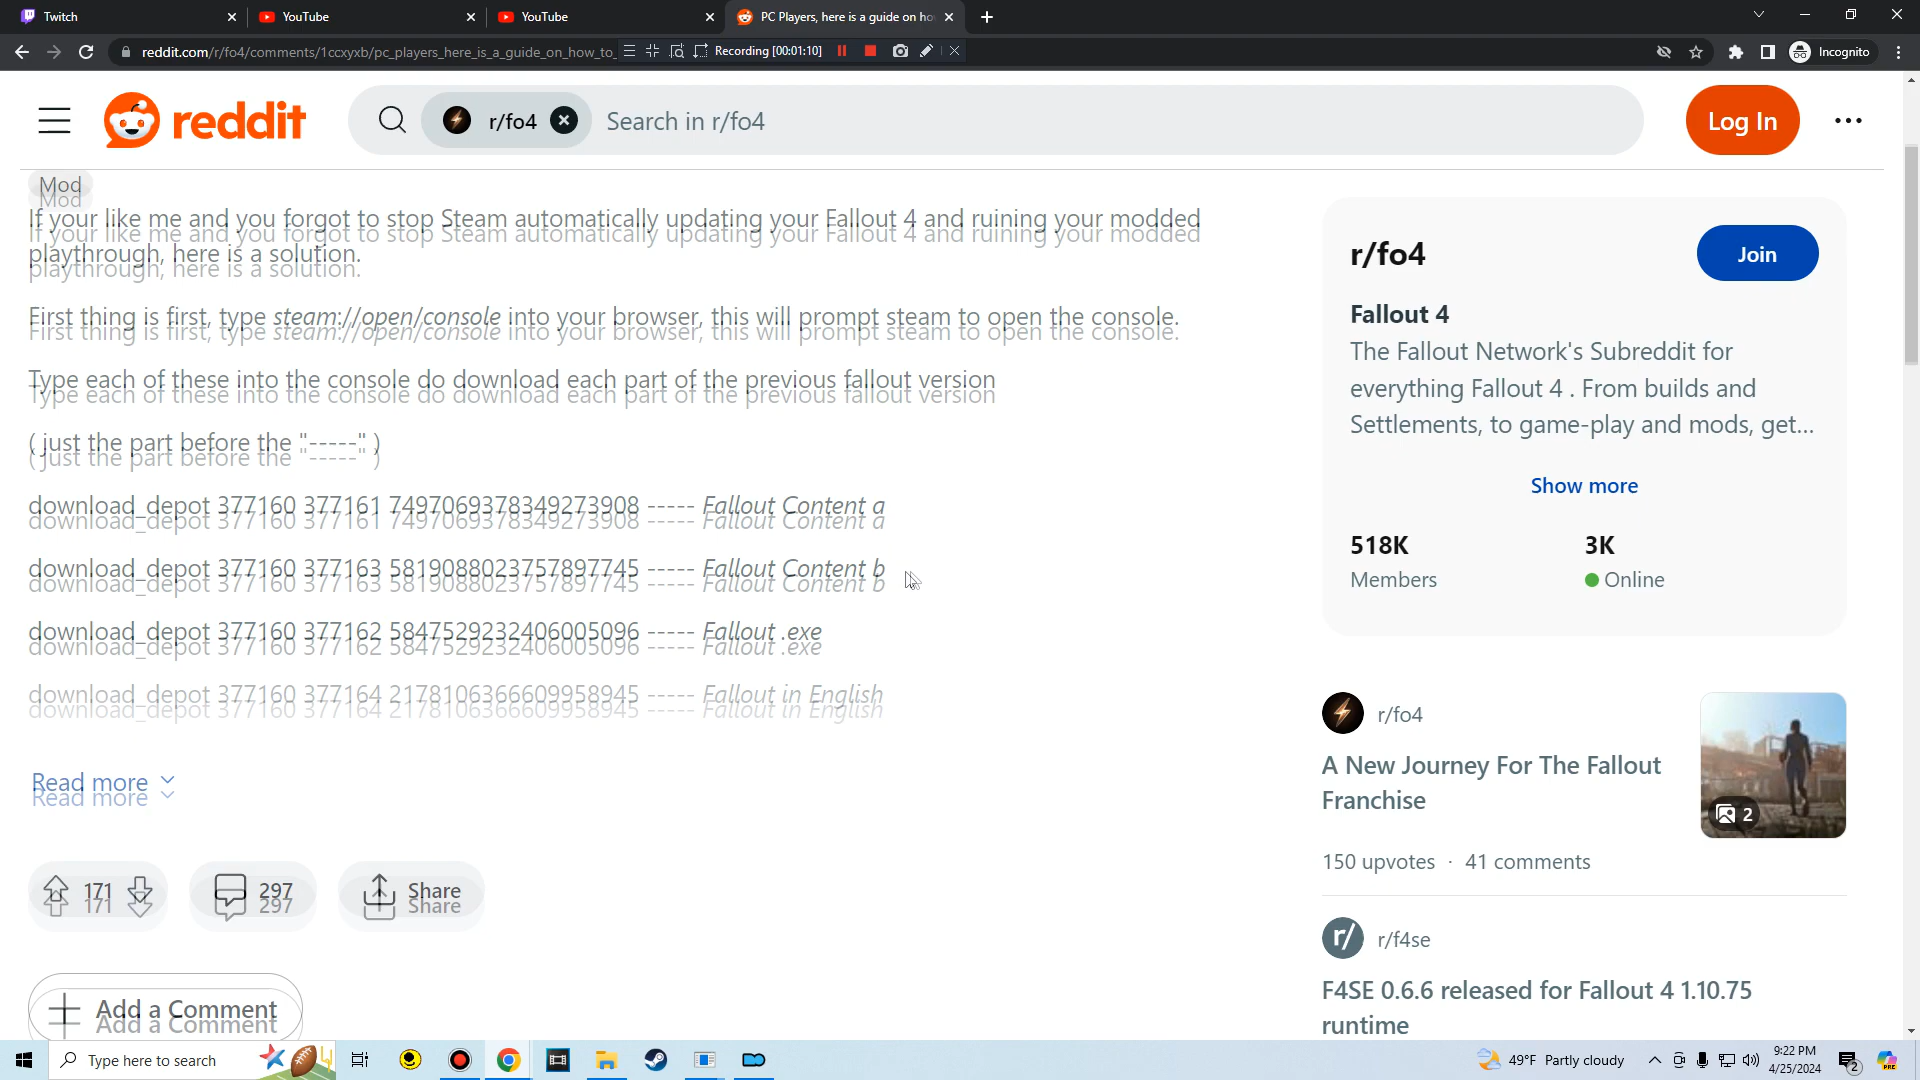 Twitch
YouTube
YouTube
PC Players, here is a guide on ho
reddit.com/r/fo4/comments/1ccxyxb/pc_players_here_is_a_guide_on_how_to_
Recording [00:01:10]
Incognito
reddit
r/fo4
Search in r/fo4
Log In
Mod
If your like me and you forgot to stop Steam automatically updating your Fallout 4 and ruining your modded
playthrough, here is a solution.
First thing is first, type steam://open/console into your browser, this will prompt steam to open the console.
Type each of these into the console do download each part of the previous fallout version
( just the part before the "-----" )
download_depot 377160 377161 7497069378349273908 ----- Fallout Content a
download_depot 377160 377163 5819088023757897745 ----- Fallout Content b
download_depot 377160 377162 5847529232406005096 ----- Fallout .exe
download_depot 377160 377164 2178106366609958945 ----- Fallout in English
Read more
171
297
Share
Add a Comment
r/fo4
Join
Fallout 4
The Fallout Network's Subreddit for
everything Fallout 4 . From builds and
Settlements, to game-play and mods, get...
Show more
518K
3K
Members
Online
r/fo4
A New Journey For The Fallout
Franchise
2
150 upvotes · 41 comments
r/
r/f4se
F4SE 0.6.6 released for Fallout 4 1.10.75
runtime
Type here to search
49°F Partly cloudy
9:22 PM
4/25/2024
2
PRE